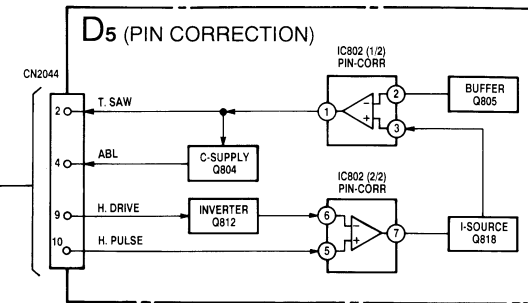 D5 (PIN CORRECTION)
CN2044
IC802 (1/2)
PIN-CORR
BUFFER
Q805
2
T. SAW
1
−
+
2
3
4
ABL
C-SUPPLY
Q804
IC802 (2/2)
PIN-CORR
9
H. DRIVE
INVERTER
Q812
6
−
+
5
7
I-SOURCE
Q818
10
H. PULSE